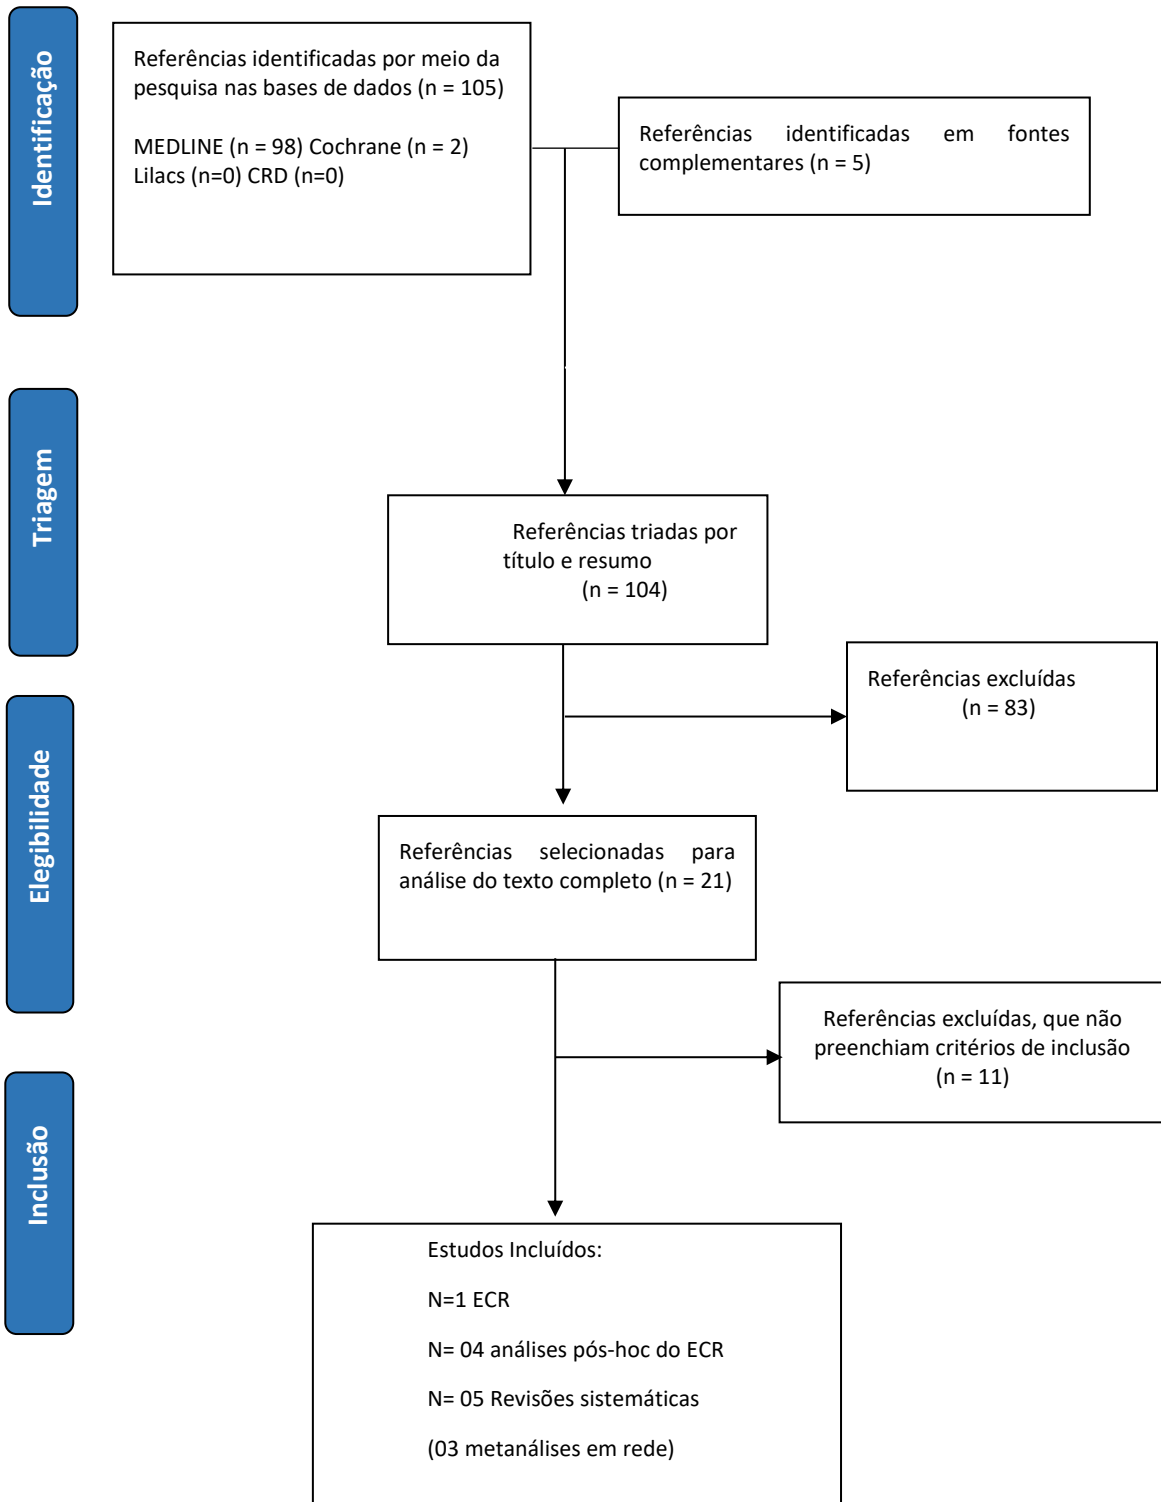 Identificação
Referências identificadas por meio da
pesquisa nas bases de dados (n = 105)
MEDLINE (n = 98) Cochrane (n = 2)
Lilacs (n=0) CRD (n=0)
Referências identificadas em fontes
complementares (n = 5)
Triagem
Referências triadas por
título e resumo
(n = 104)
Referências excluídas
(n = 83)
Elegibilidade
Referências selecionadas para
análise do texto completo (n = 21)
Referências excluídas, que não
preenchiam critérios de inclusão
(n = 11)
Inclusão
Estudos Incluídos:
N=1 ECR
N= 04 análises pós-hoc do ECR
N= 05 Revisões sistemáticas
(03 metanálises em rede)